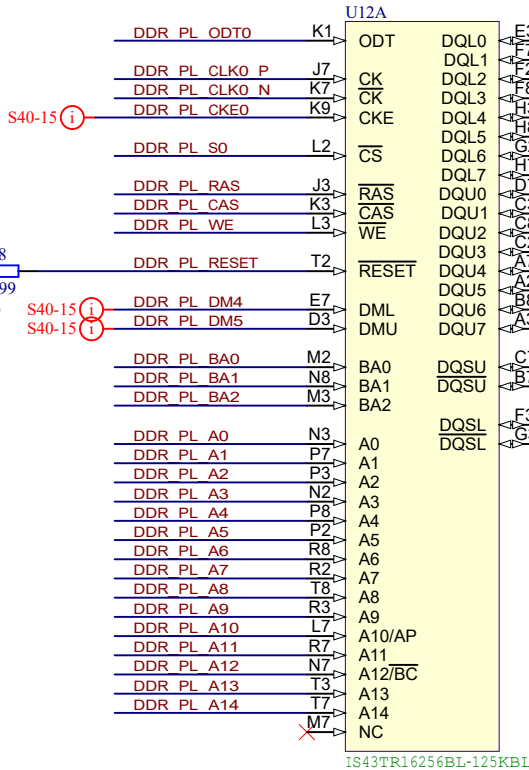 U12A
DDR_PL_ODT0 K1 ODT DQL0
DQL1
DDR_PL_CLK0_P J7 CK DQL2
DDR_PL_CLK0_N K7 CK DQL3
S40-15 i DDR_PL_CKE0 K9 CKE DQL4
DQL5
DDR_PL_S0 L2 CS DQL6
DQL7
DDR_PL_RAS J3 RAS DQU0
DDR_PL_CAS K3 CAS DQU1
DDR_PL_WE L3 WE DQU2
DQU3
8 DDR_PL_RESET T2 RESET DQU4
99 DQU5
S40-15 i DDR_PL_DM4 E7 DML DQU6
S40-15 i DDR_PL_DM5 D3 DMU DQU7
DDR_PL_BA0 M2 BA0 DQSU
DDR_PL_BA1 N8 BA1 DQSU
DDR_PL_BA2 M3 BA2
DQSL
DDR_PL_A0 N3 A0 DQSL
DDR_PL_A1 P7 A1
DDR_PL_A2 P3 A2
DDR_PL_A3 N2 A3
DDR_PL_A4 P8 A4
DDR_PL_A5 P2 A5
DDR_PL_A6 R8 A6
DDR_PL_A7 R2 A7
DDR_PL_A8 T8 A8
DDR_PL_A9 R3 A9
DDR_PL_A10 L7 A10/AP
DDR_PL_A11 R7 A11
DDR_PL_A12 N7 A12/BC
DDR_PL_A13 T3 A13
DDR_PL_A14 T7 A14
M7 NC
IS43TR16256BL-125KBL